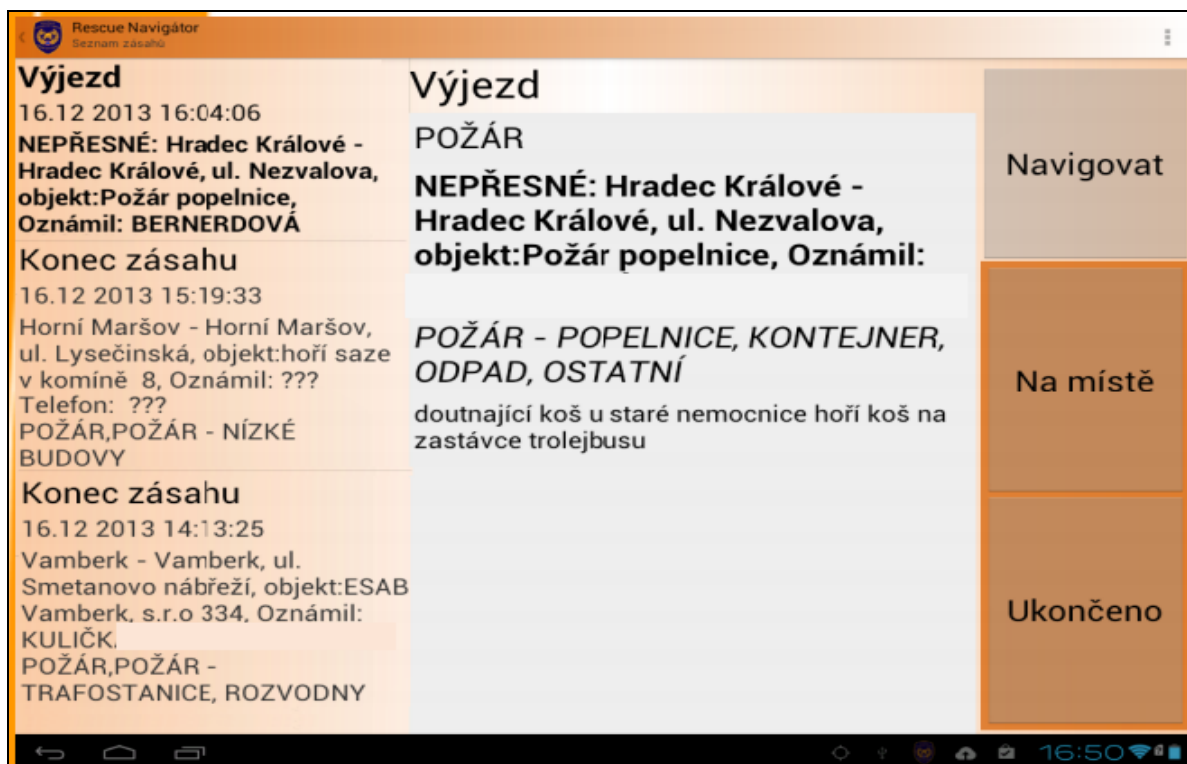 Rescue Navigátor
Seznam zásahů
Výjezd
16.12 2013 16:04:06
NEPŘESNÉ: Hradec Králové -
Hradec Králové, ul. Nezvalova,
objekt:Požár popelnice,
Oznámil: BERNERDOVÁ
Konec zásahu
16.12 2013 15:19:33
Horní Maršov - Horní Maršov,
ul. Lysečinská, objekt:hoří saze
v komíně 8, Oznámil: ???
Telefon: ???
POŽÁR,POŽÁR - NÍZKÉ
BUDOVY
Konec zásahu
16.12 2013 14:13:25
Vamberk - Vamberk, ul.
Smetanovo nábřeží, objekt:ESAB
Vamberk, s.r.o 334, Oznámil:
KULIČK
POŽÁR,POŽÁR -
TRAFOSTANICE, ROZVODNY
Výjezd
POŽÁR
NEPŘESNÉ: Hradec Králové -
Hradec Králové, ul. Nezvalova,
objekt:Požár popelnice, Oznámil:
POŽÁR - POPELNICE, KONTEJNER,
ODPAD, OSTATNÍ
doutnající koš u staré nemocnice hoří koš na
zastávce trolejbusu
Navigovat
Na místě
Ukončeno
16:50